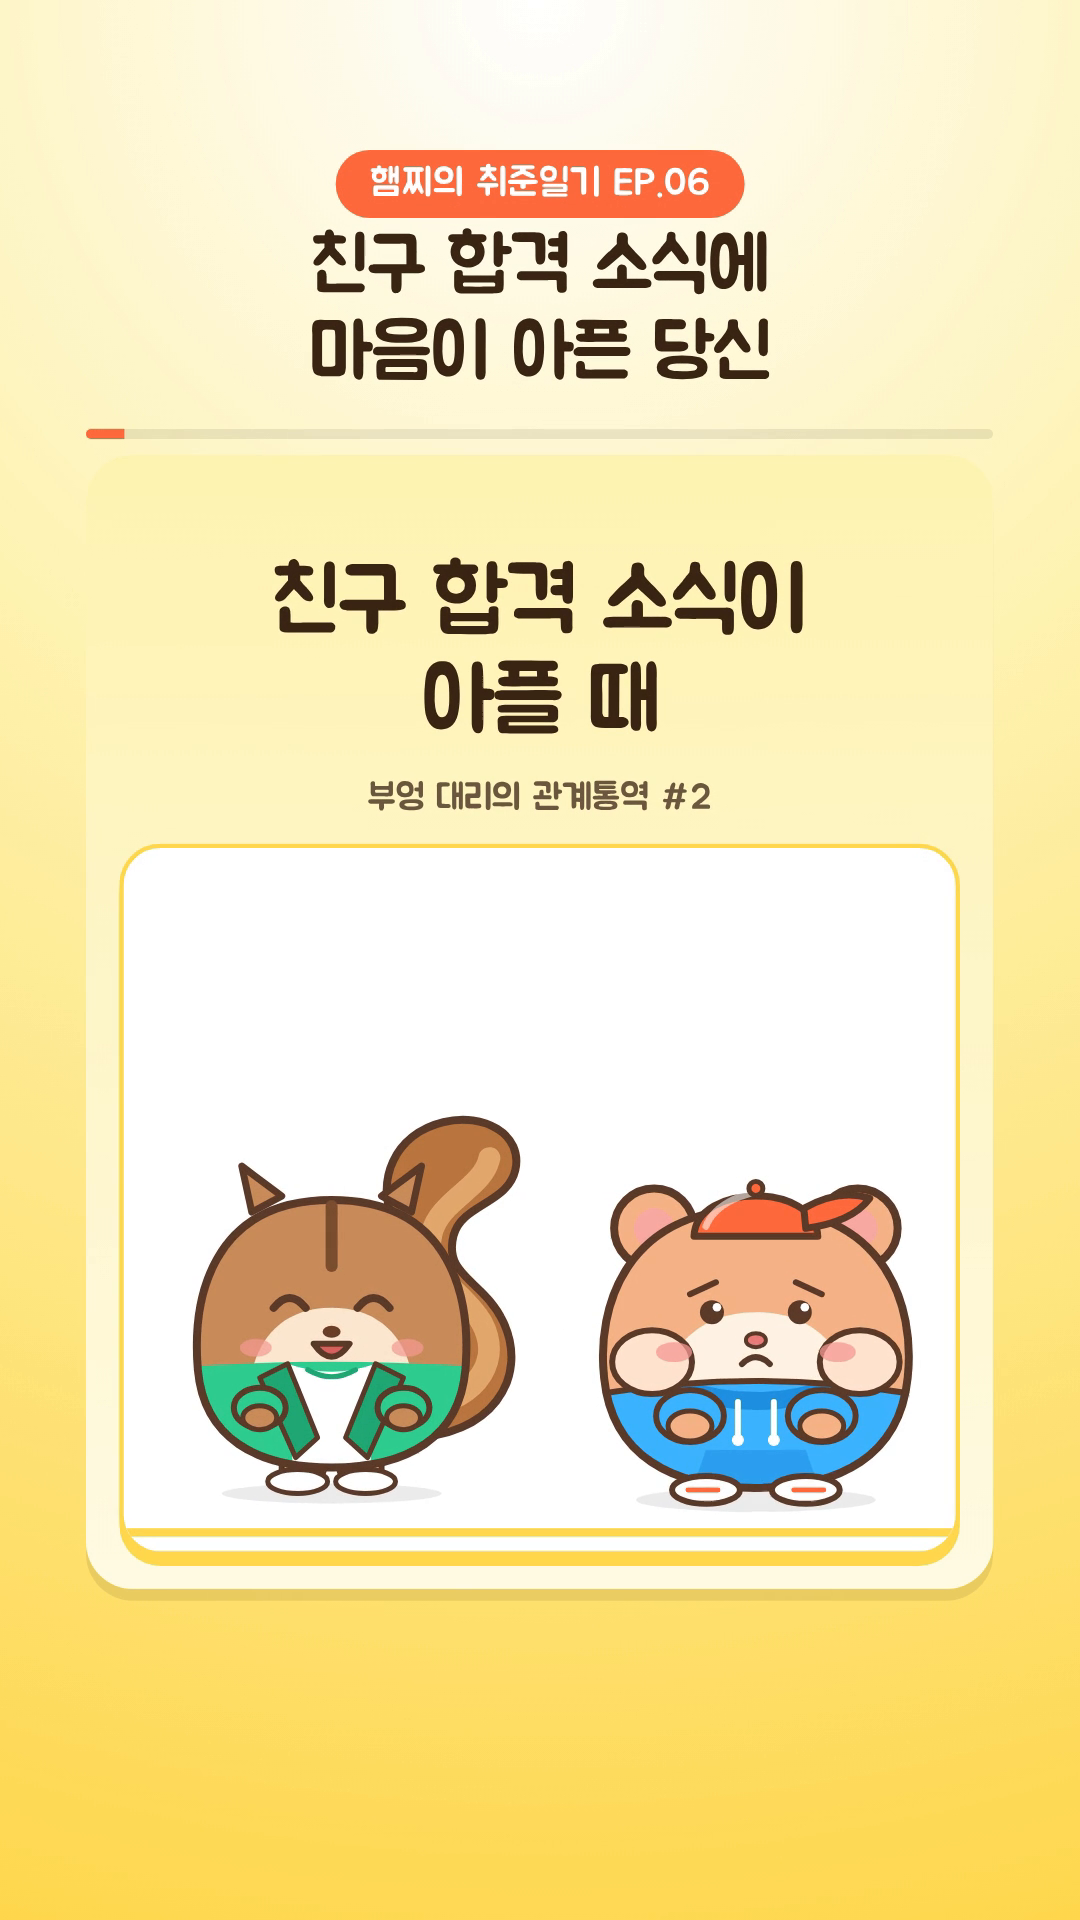 햄찌의 취준일기 EP.06
친구 합격 소식에
마음이 아픈 당신
친구 합격 소식이
아플 때
부엉 대리의 관계통역 #2